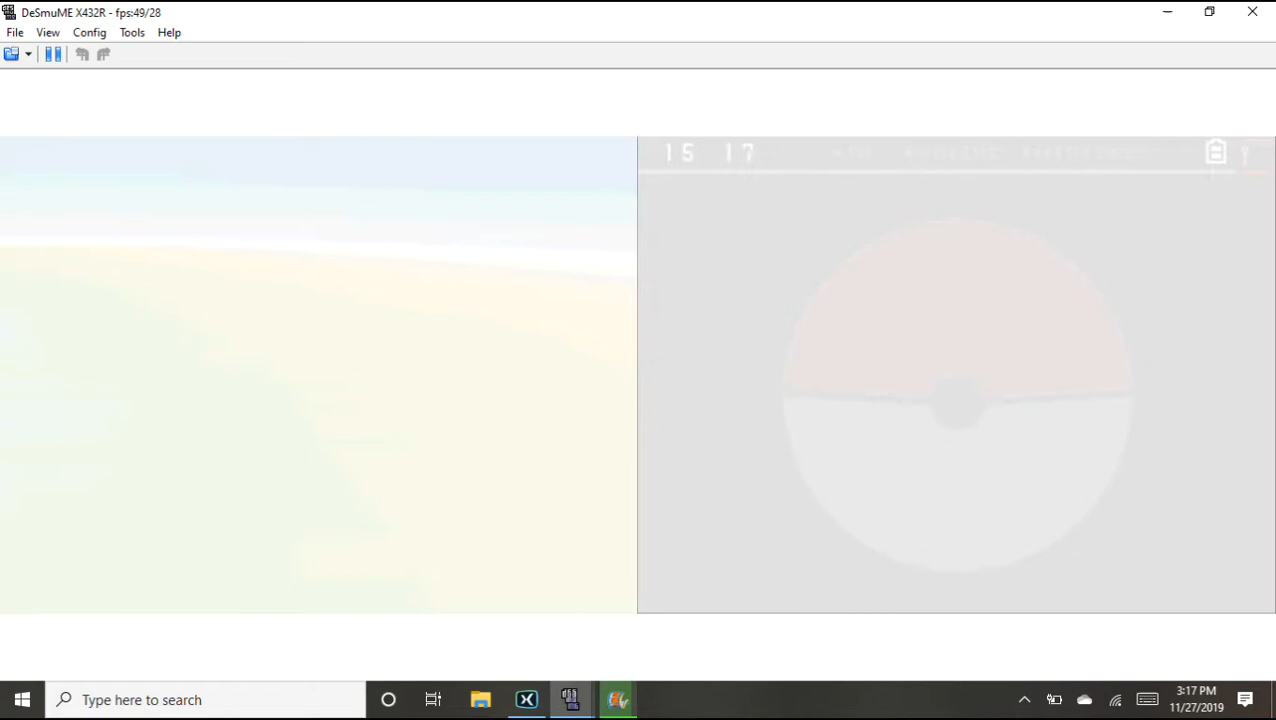 DeSmuME X432R - fps:49/28
File View Config Tools Help
15 17
Type here to search
3:17 PM
11/27/2019